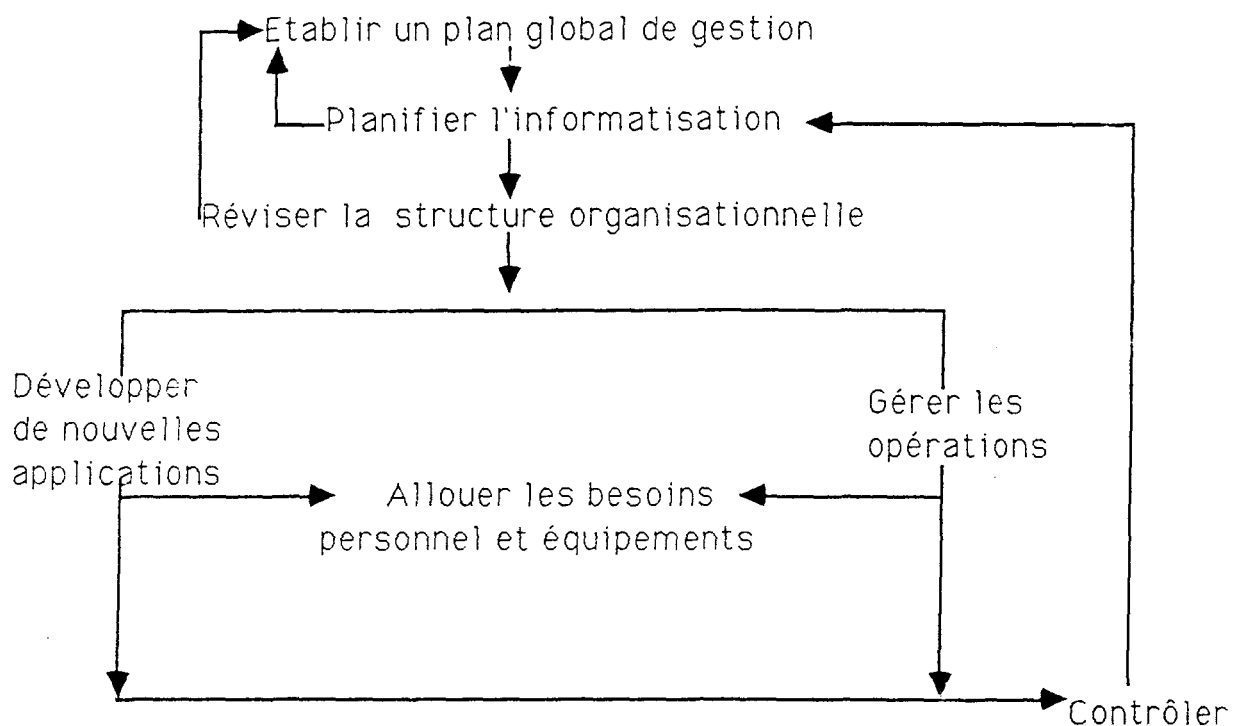 Etablir un plan global de gestion
Planifier l'informatisation
Réviser la structure organisationnelle
Développer
de nouvelles
applications
Gérer les
opérations
Allouer les besoins
personnel et équipements
Contrôler